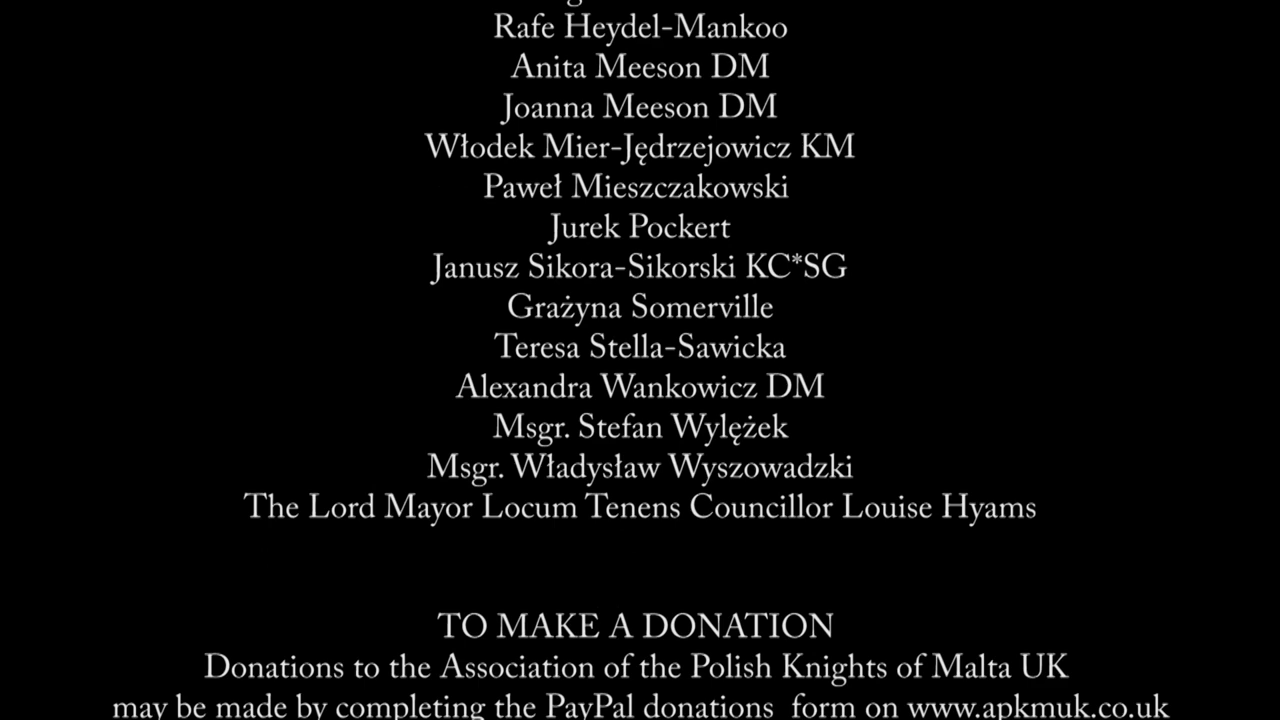 Rafe Heydel-Mankoo
Anita Meeson DM
Joanna Meeson DM
Włodek Mier-Jędrzejowicz KM
Paweł Mieszczakowski
Jurek Pockert
Janusz Sikora-Sikorski KC*SG
Grażyna Somerville
Teresa Stella-Sawicka
Alexandra Wankowicz DM
Msgr. Stefan Wylężek
Msgr. Władysław Wyszowadzki
The Lord Mayor Locum Tenens Councillor Louise Hyams
TO MAKE A DONATION
Donations to the Association of the Polish Knights of Malta UK
may be made by completing the PayPal donations form on www.apkmuk.co.uk